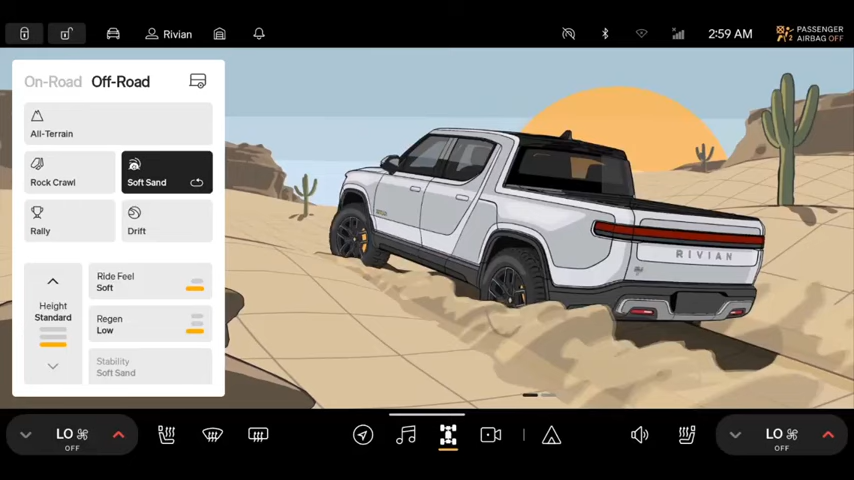 Rivian
2:59 AM
PASSENGER
AIRBAG OFF
On-Road Off-Road
All-Terrain
Rock Crawl
Soft Sand
Rally
Drift
Height
Standard
Ride Feel
Soft
Regen
Low
Stability
Soft Sand
RIVIAN
LO
OFF
LO
OFF